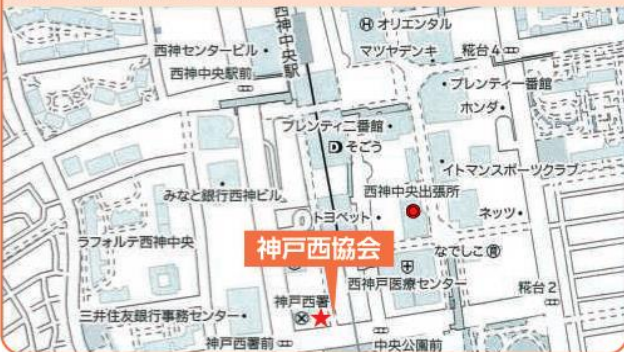 西神中央駅
Ⓗオリエンタル
西神センタービル
マツヤデンキ
糀台4
西神中央駅前
プレンティ一番館
ホンダ
プレンティ二番館
Dそごう
イトマンスポーツクラブ
みなと銀行西神ビル
西神中央出張所
トヨペット
ネッツ
ラフォルテ西神中央
神戸西協会
なでしこ
西神戸医療センター
神戸西署
糀台2
三井住友銀行事務センター
神戸西署前
中央公園前